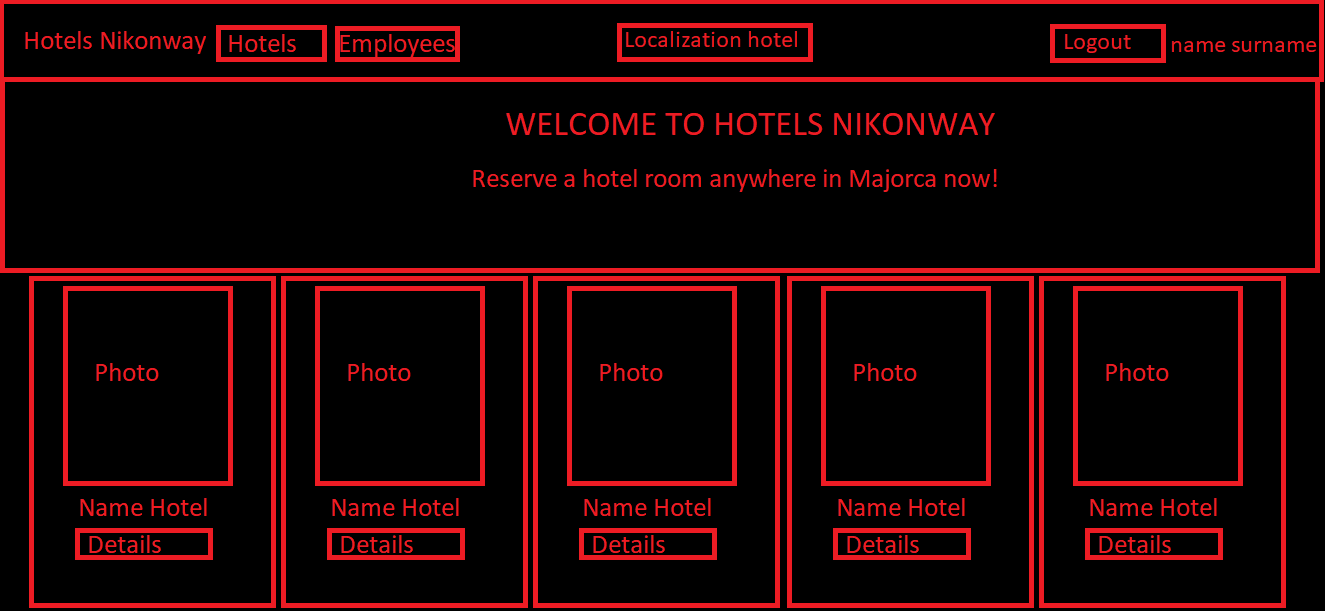 Hotels Nikonway Hotels Employees Localization hotel Logout name surname
WELCOME TO HOTELS NIKONWAY
Reserve a hotel room anywhere in Majorca now!
Photo Photo Photo Photo Photo
Name Hotel Name Hotel Name Hotel Name Hotel Name Hotel
Details Details Details Details Details